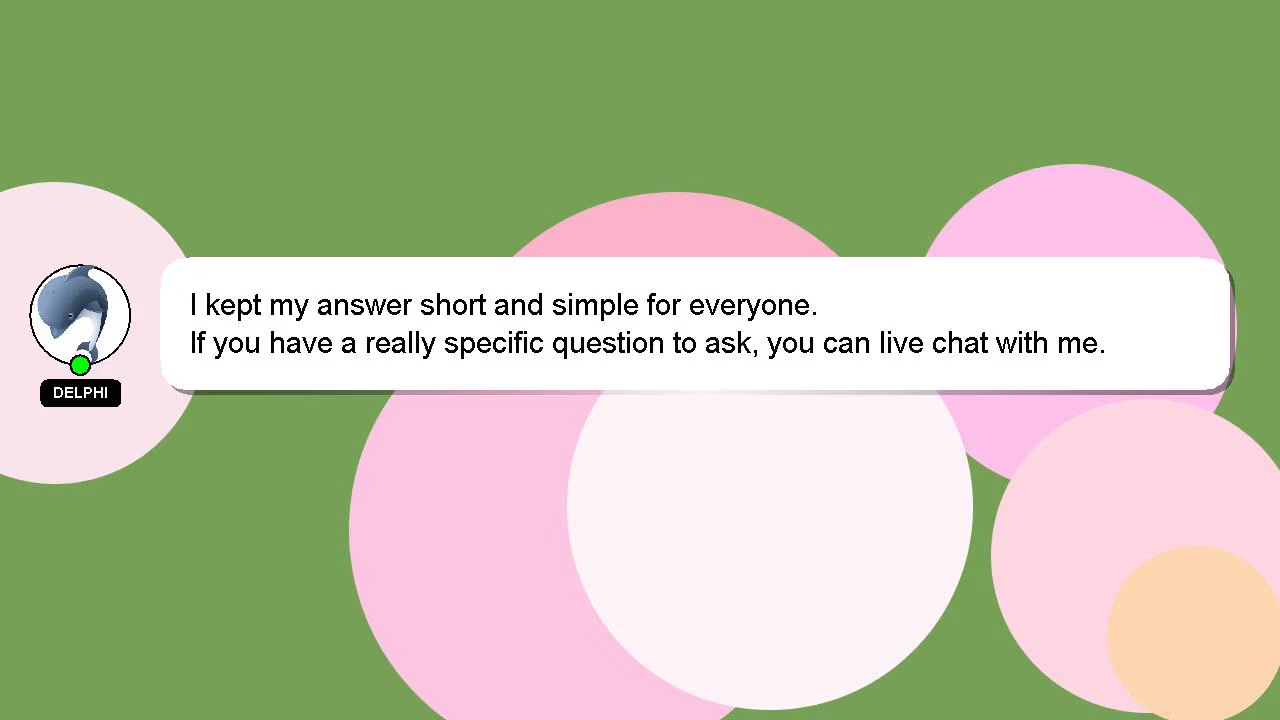 I kept my answer short and simple for everyone.
If you have a really specific question to ask, you can live chat with me.
DELPHI